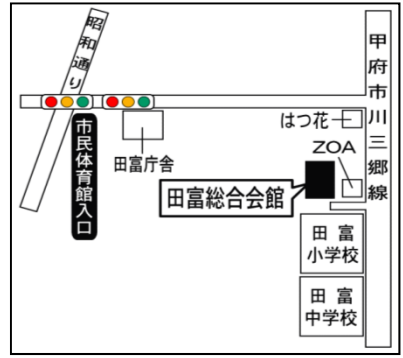 昭和通り
甲府市川三郷線
市民体育館入口
田富庁舎
はつ花
ZOA
田富総合会館
田富
小学校
田富
中学校